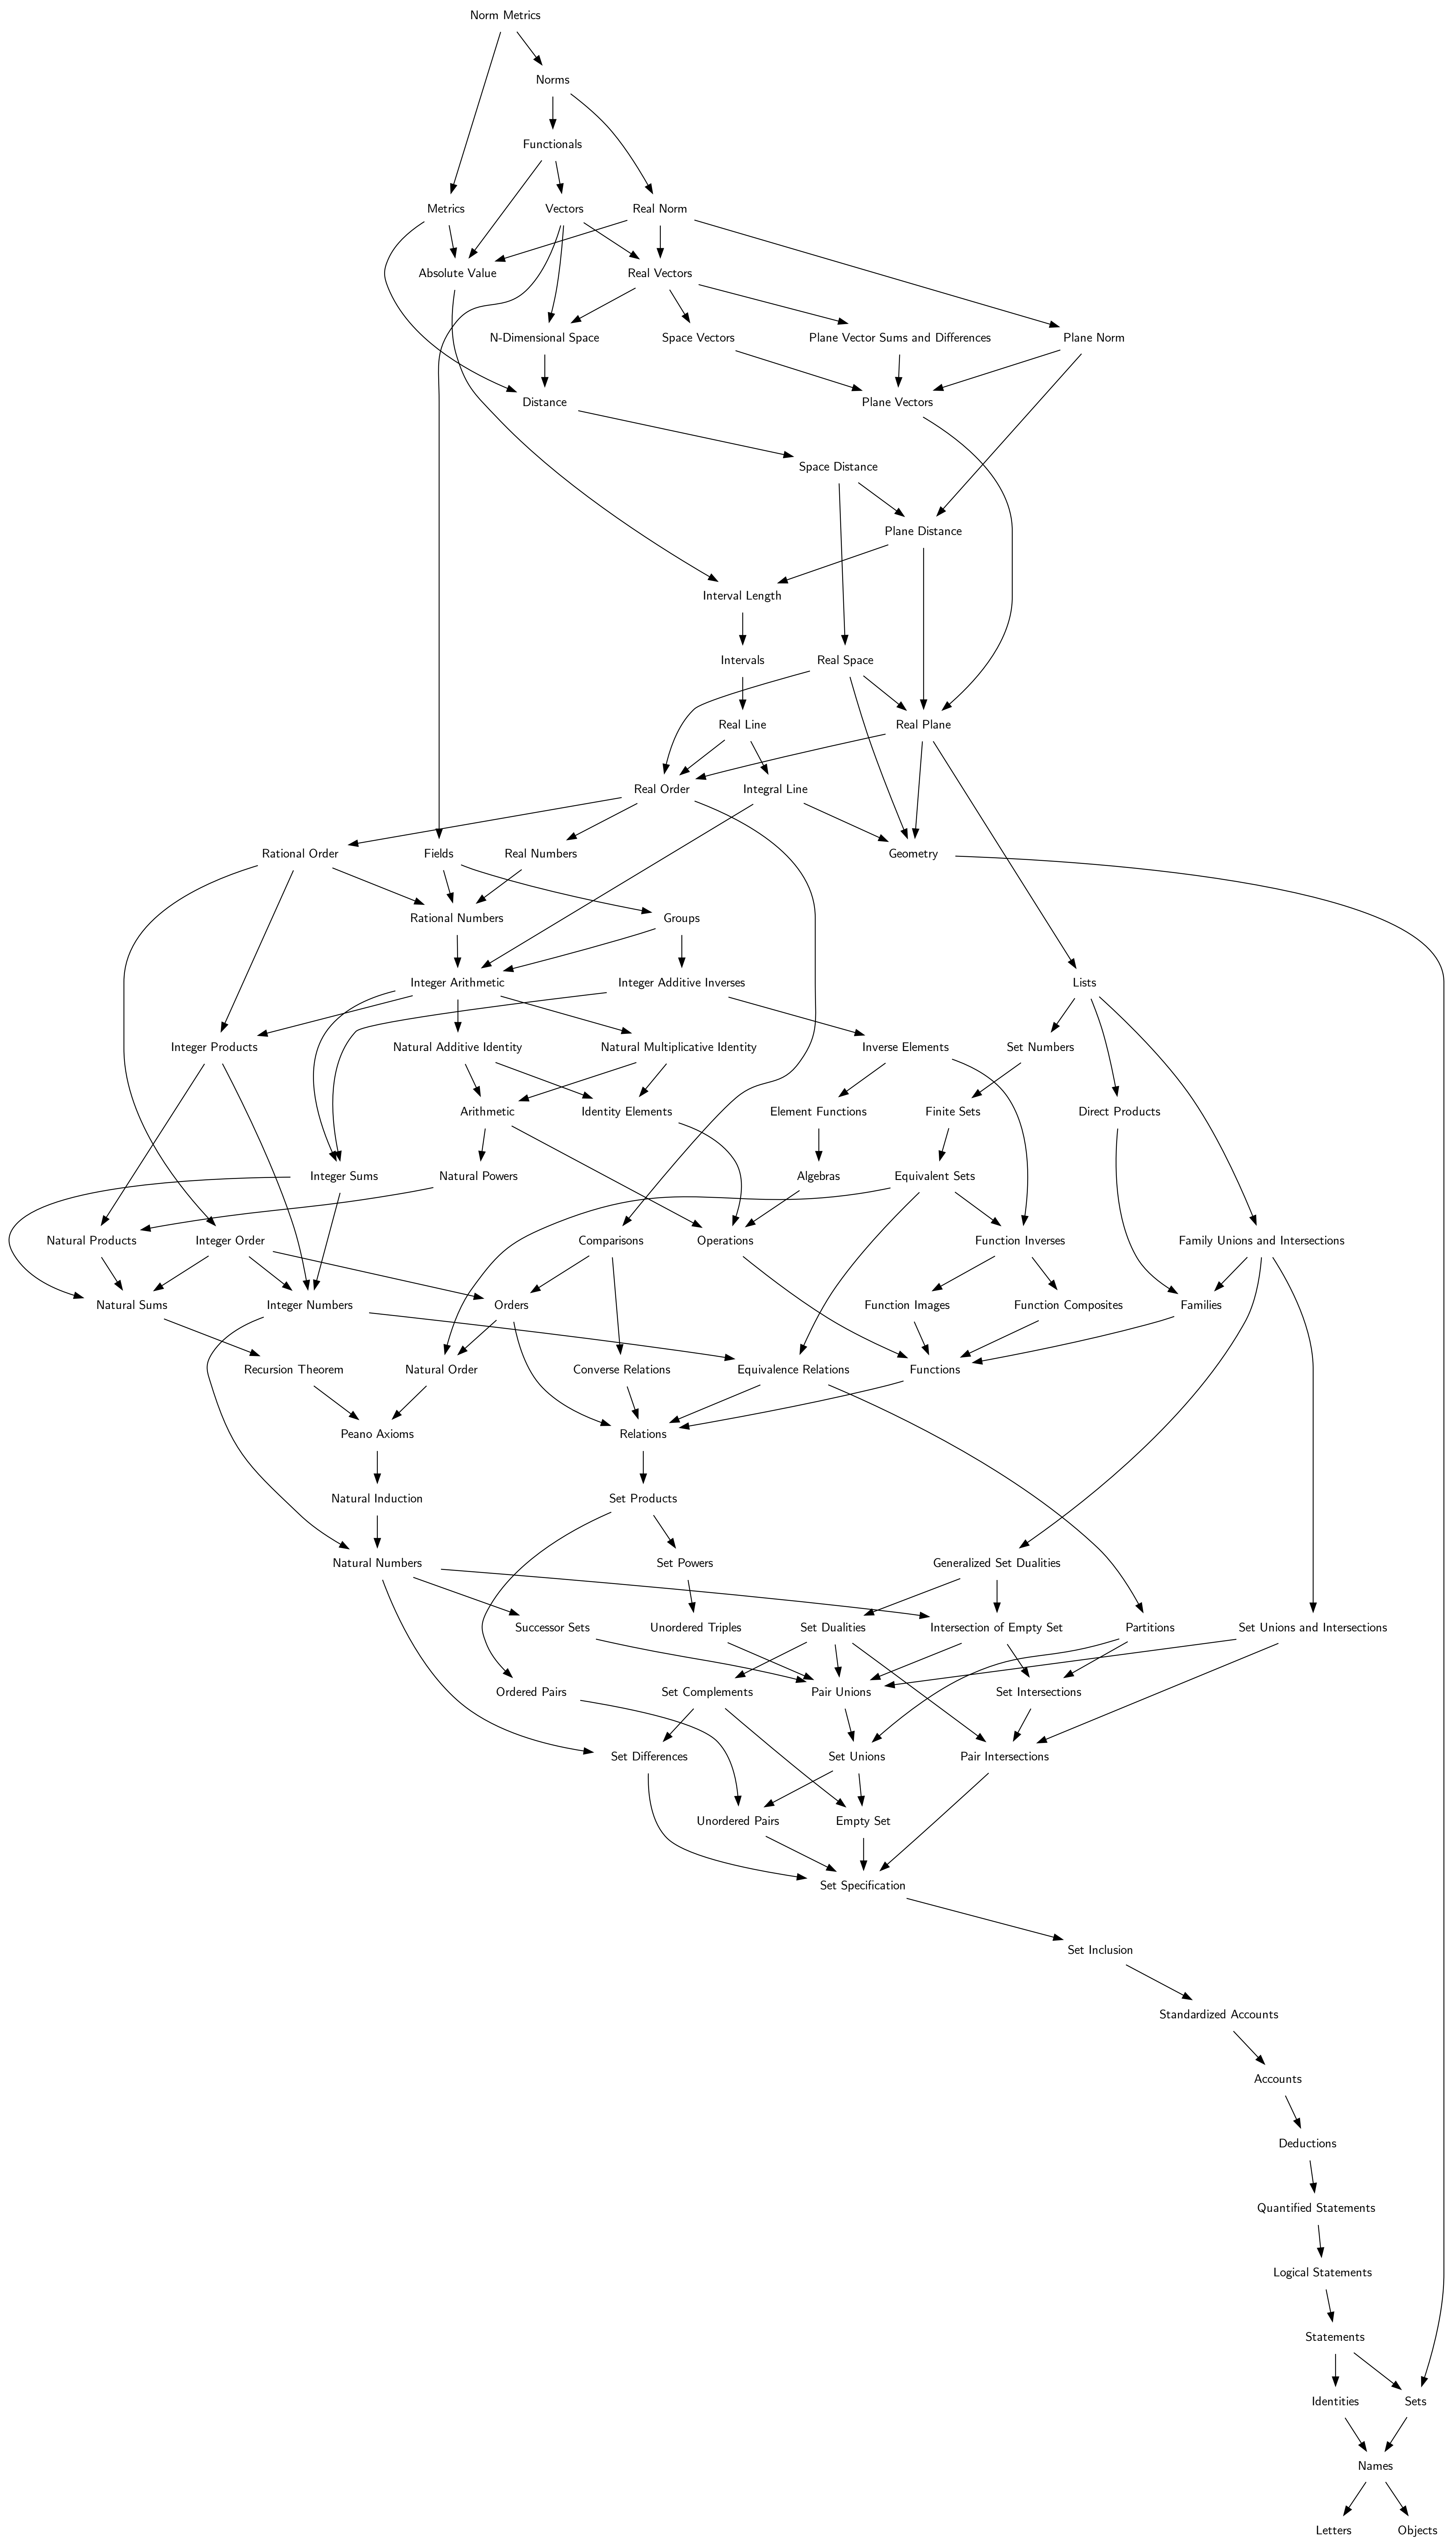 Norm Metrics
Norms
Functionals
Metrics
Vectors
Real Norm
Absolute Value
Real Vectors
N-Dimensional Space
Space Vectors
Plane Vector Sums and Differences
Plane Norm
Distance
Plane Vectors
Space Distance
Plane Distance
Interval Length
Intervals
Real Space
Real Line
Real Plane
Real Order
Integral Line
Rational Order
Fields
Real Numbers
Geometry
Rational Numbers
Groups
Integer Arithmetic
Integer Additive Inverses
Lists
Integer Products
Natural Additive Identity
Natural Multiplicative Identity
Inverse Elements
Set Numbers
Arithmetic
Identity Elements
Element Functions
Finite Sets
Direct Products
Integer Sums
Natural Powers
Algebras
Equivalent Sets
Natural Products
Integer Order
Comparisons
Operations
Function Inverses
Family Unions and Intersections
Natural Sums
Integer Numbers
Orders
Function Images
Function Composites
Families
Recursion Theorem
Natural Order
Converse Relations
Equivalence Relations
Functions
Peano Axioms
Relations
Natural Induction
Set Products
Natural Numbers
Set Powers
Generalized Set Dualities
Successor Sets
Unordered Triples
Set Dualities
Intersection of Empty Set
Partitions
Set Unions and Intersections
Ordered Pairs
Set Complements
Pair Unions
Set Intersections
Set Differences
Set Unions
Pair Intersections
Unordered Pairs
Empty Set
Set Specification
Set Inclusion
Standardized Accounts
Accounts
Deductions
Quantified Statements
Logical Statements
Statements
Identities
Sets
Names
Letters
Objects